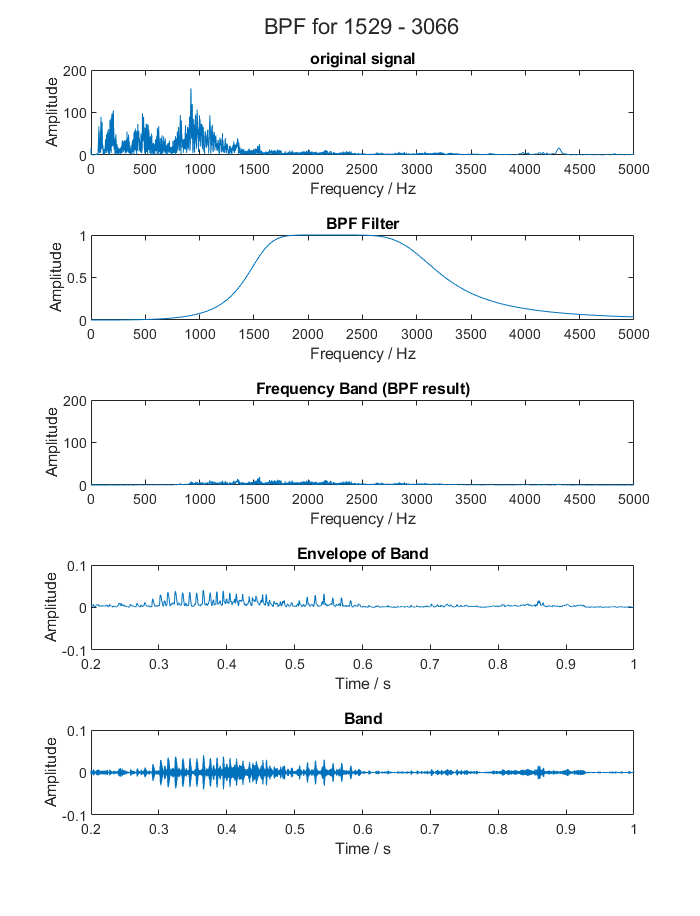 BPF for 1529 - 3066
original signal
200
100
0
Amplitude
0 500 1000 1500 2000 2500 3000 3500 4000 4500 5000
Frequency / Hz
BPF Filter
1
0.5
0
Amplitude
0 500 1000 1500 2000 2500 3000 3500 4000 4500 5000
Frequency / Hz
Frequency Band (BPF result)
200
100
0
Amplitude
0 500 1000 1500 2000 2500 3000 3500 4000 4500 5000
Frequency / Hz
Envelope of Band
0.1
0
-0.1
Amplitude
0.2 0.3 0.4 0.5 0.6 0.7 0.8 0.9 1
Time / s
Band
0.1
0
-0.1
Amplitude
0.2 0.3 0.4 0.5 0.6 0.7 0.8 0.9 1
Time / s